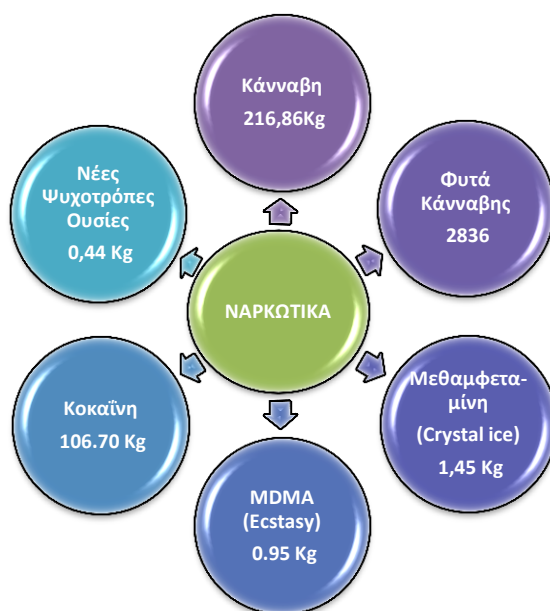 Κάνναβη
216,86Kg
Φυτά
Κάνναβης
2836
Μεθαμφετα-
μίνη
(Crystal ice)
1,45 Kg
MDMA
(Ecstasy)
0.95 Kg
Κοκαΐνη
106.70 Kg
Νέες
Ψυχοτρόπες
Ουσίες
0,44 Kg
ΝΑΡΚΩΤΙΚΑ